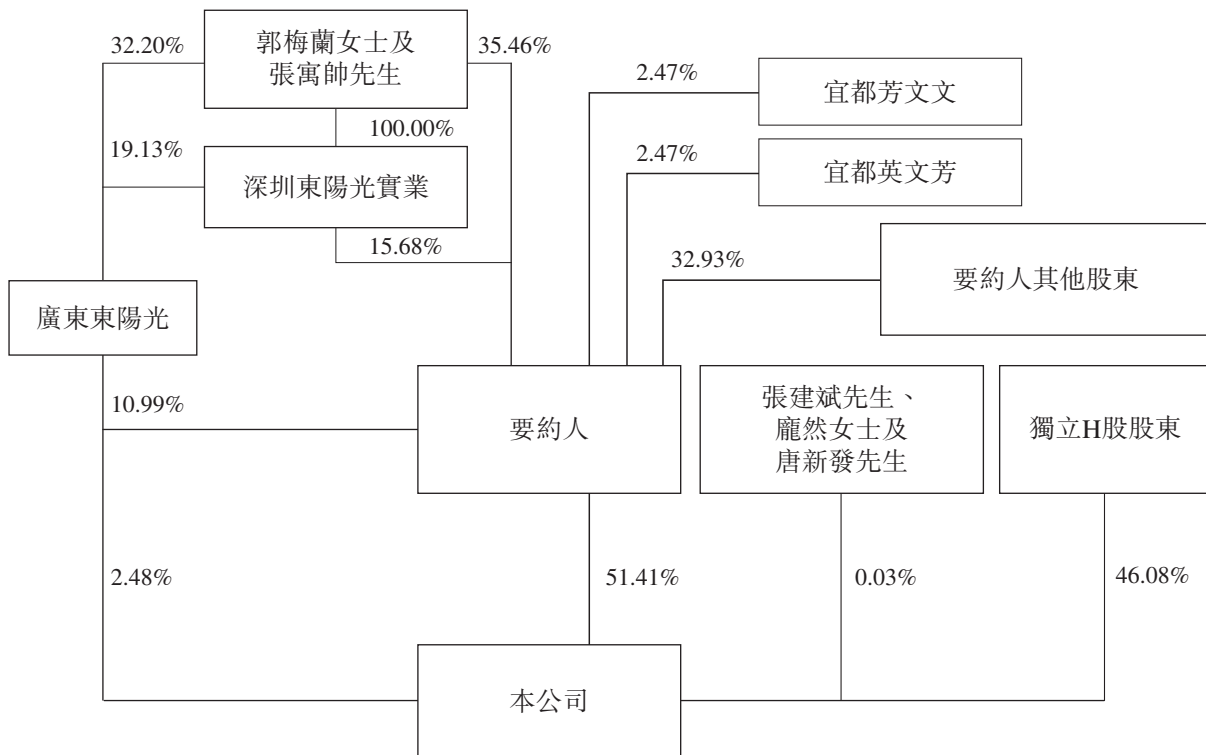 32.20%
郭梅蘭女士及
張寓帥先生
35.46%
2.47%
宜都芳文文
100.00%
19.13%
深圳東陽光實業
2.47%
宜都英文芳
15.68%
32.93%
要約人其他股東
廣東東陽光
10.99%
要約人
張建斌先生、
龐然女士及
唐新發先生
獨立H股股東
2.48%
51.41%
0.03%
46.08%
本公司